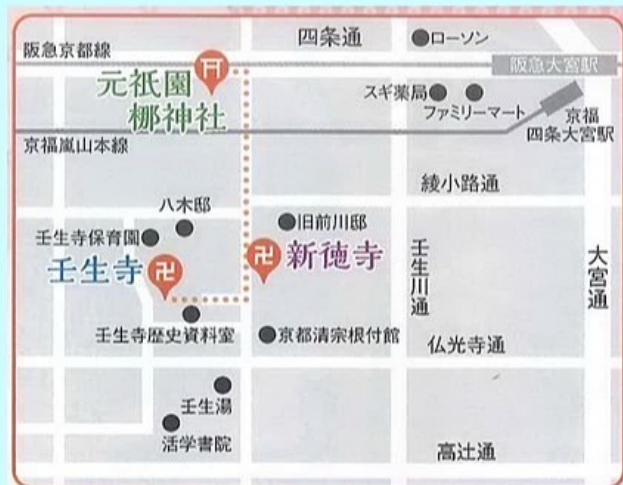 四条通
ローソン
阪急京都線
阪急大宮駅
元祇園
梛神社
スギ薬局
ファミリーマート
京福
四条大宮駅
京福嵐山本線
綾小路通
八木邸
旧前川邸
壬生寺保育園
壬生寺
新徳寺
壬生川通
大宮通
壬生寺歴史資料室
京都清宗根付館
仏光寺通
壬生湯
活学書院
高辻通